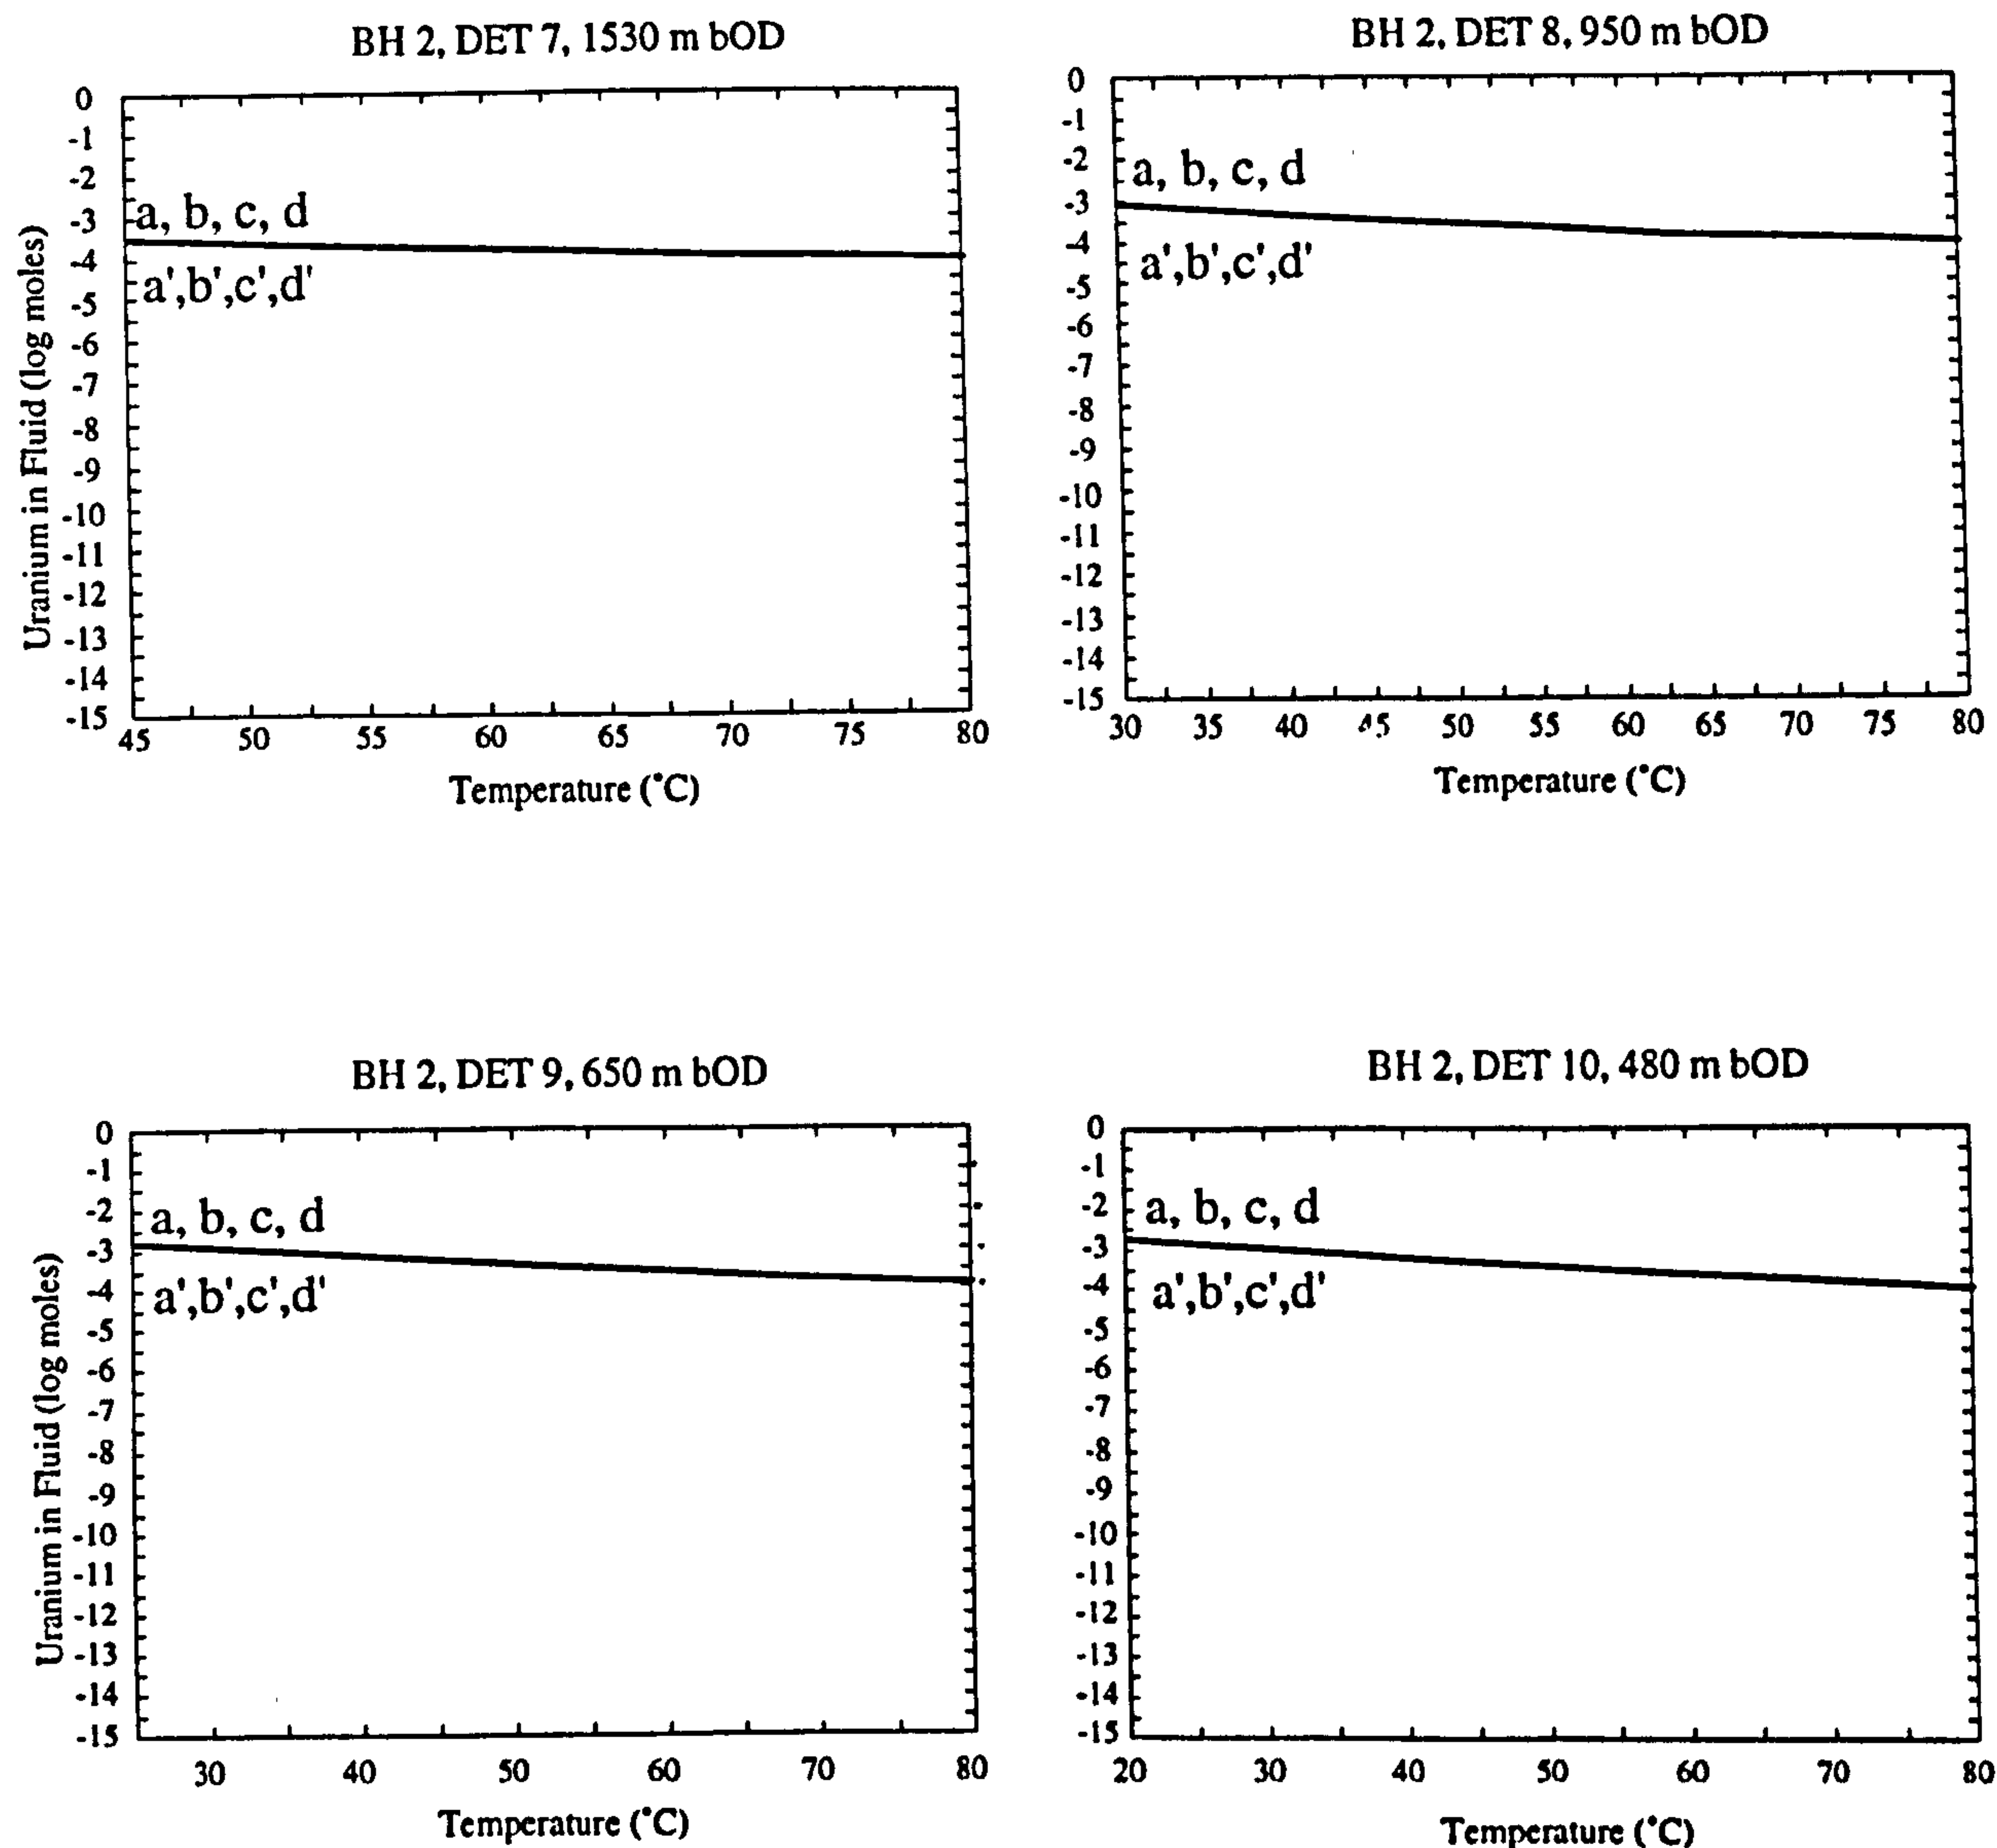 BH 2, DET 7, 1530 m bOD
0
-1
-2
-3
-4
-5
-6
-7
-8
-9
-10
-11
-12
-13
-14
-15
Uranium in Fluid (log moles)
a, b, c, d
a',b',c',d'
45 50 55 60 65 70 75 80
Temperature (°C)
BH 2, DET 8, 950 m bOD
0
-1
-2
-3
-4
-5
-6
-7
-8
-9
-10
-11
-12
-13
-14
-15
a, b, c, d
a',b',c',d'
30 35 40 45 50 55 60 65 70 75 80
Temperature (°C)
BH 2, DET 9, 650 m bOD
0
-1
-2
-3
-4
-5
-6
-7
-8
-9
-10
-11
-12
-13
-14
-15
Uranium in Fluid (log moles)
a, b, c, d
a',b',c',d'
30 40 50 60 70 80
Temperature (°C)
BH 2, DET 10, 480 m bOD
0
-1
-2
-3
-4
-5
-6
-7
-8
-9
-10
-11
-12
-13
-14
-15
a, b, c, d
a',b',c',d'
20 30 40 50 60 70 80
Temperature (°C)